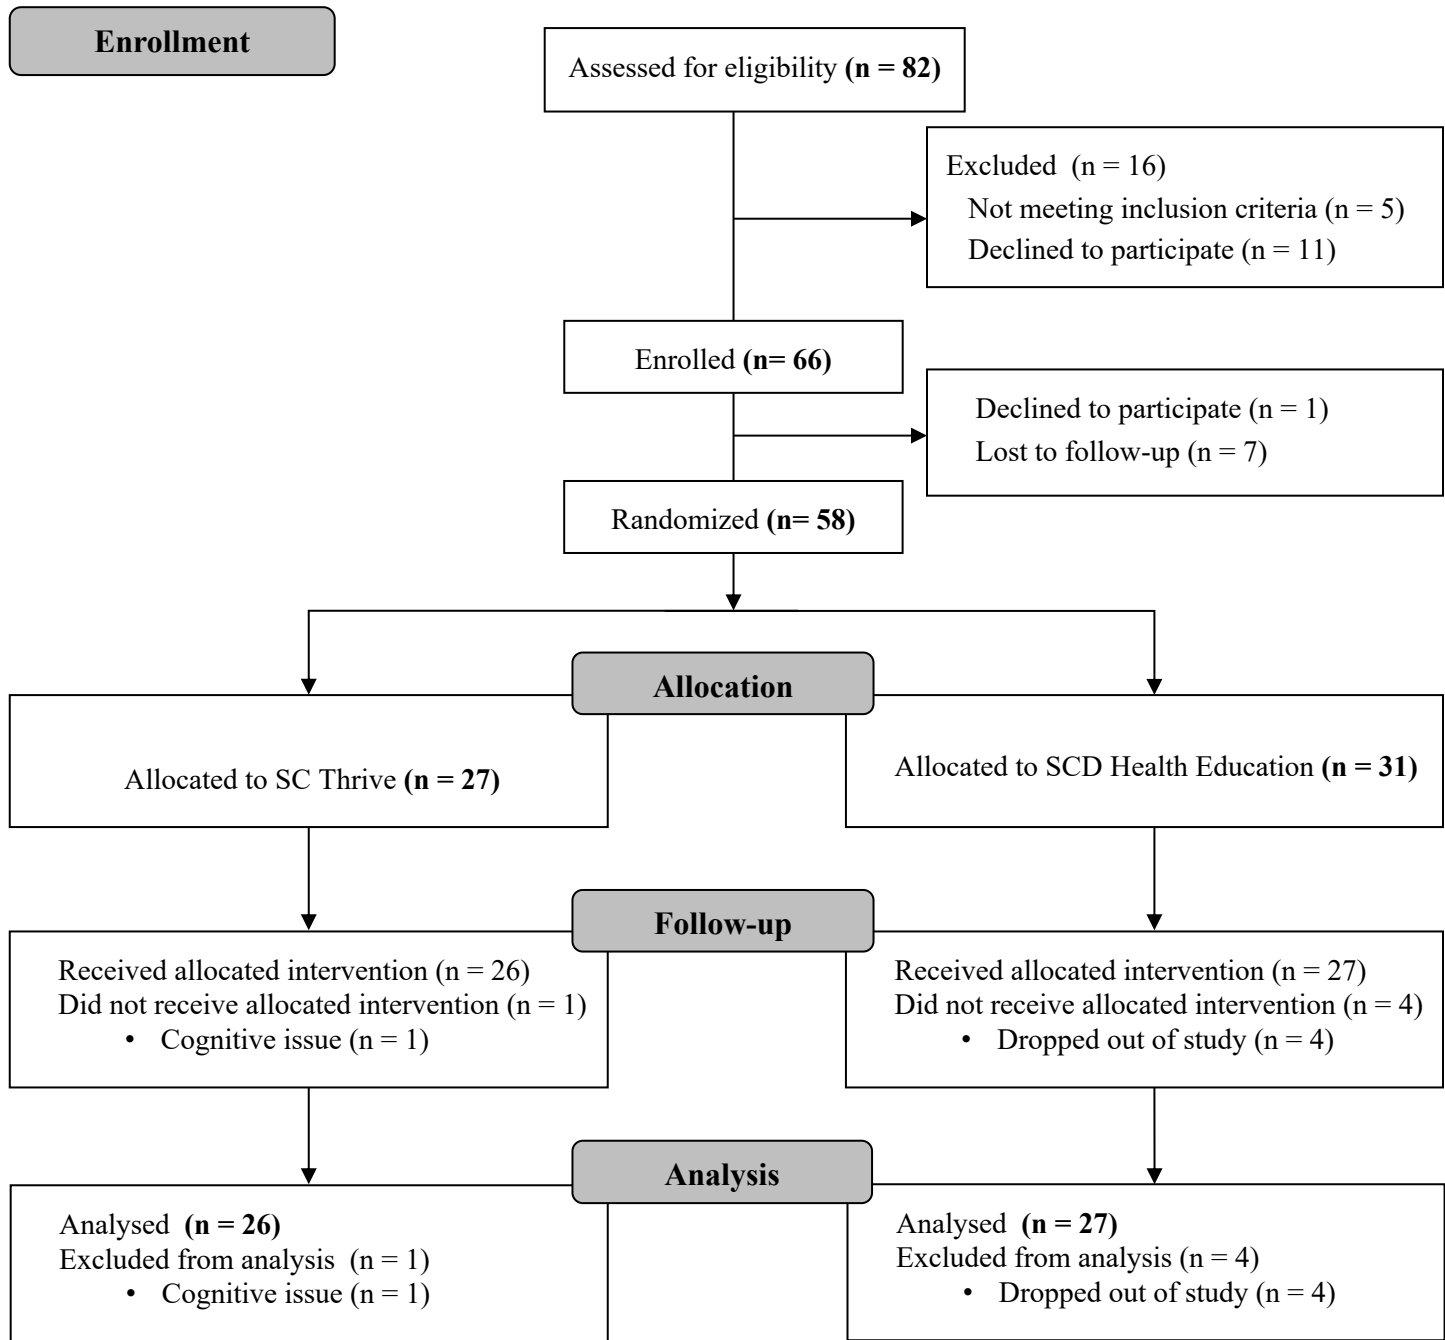 Enrollment
Assessed for eligibility (n = 82)
Excluded (n = 16)
Not meeting inclusion criteria (n = 5)
Declined to participate (n = 11)
Enrolled (n= 66)
Declined to participate (n = 1)
Lost to follow-up (n = 7)
Randomized (n= 58)
Allocation
Allocated to SC Thrive (n = 27)
Allocated to SCD Health Education (n = 31)
Follow-up
Received allocated intervention (n = 26)
Did not receive allocated intervention (n = 1)
• Cognitive issue (n = 1)
Received allocated intervention (n = 27)
Did not receive allocated intervention (n = 4)
• Dropped out of study (n = 4)
Analysis
Analysed (n = 26)
Excluded from analysis (n = 1)
• Cognitive issue (n = 1)
Analysed (n = 27)
Excluded from analysis (n = 4)
• Dropped out of study (n = 4)